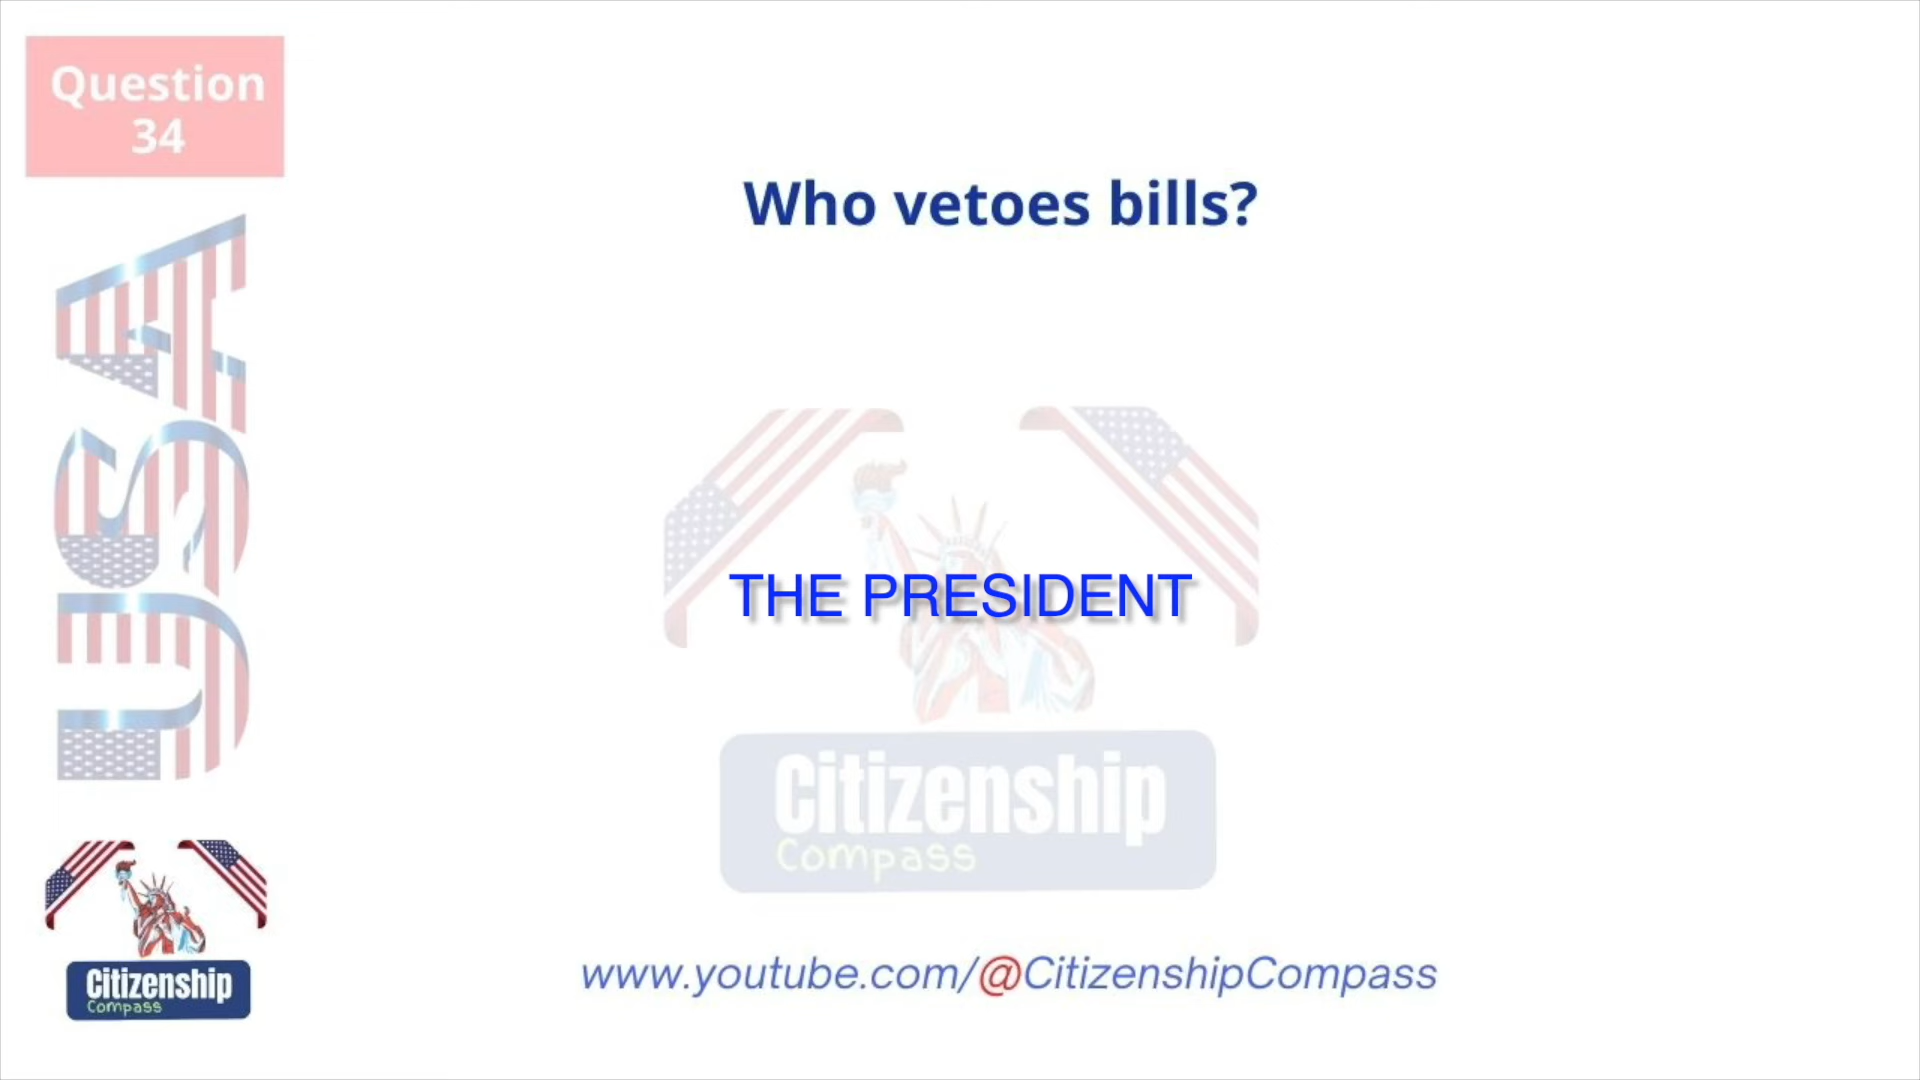 Question
34
Who vetoes bills?
USA
THE PRESIDENT
Citizenship
Compass
Citizenship
Compass
www.youtube.com/@CitizenshipCompass